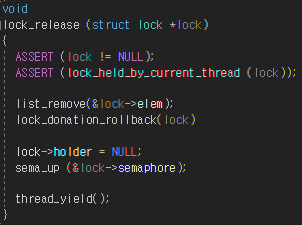 void
lock_release (struct lock *lock)
{
ASSERT (lock != NULL);
ASSERT (lock_held_by_current_thread (lock));
list_remove(&lock->elem);
lock_donation_rollback(lock)
lock->holder = NULL;
sema_up (&lock->semaphore);
thread_yield();
}